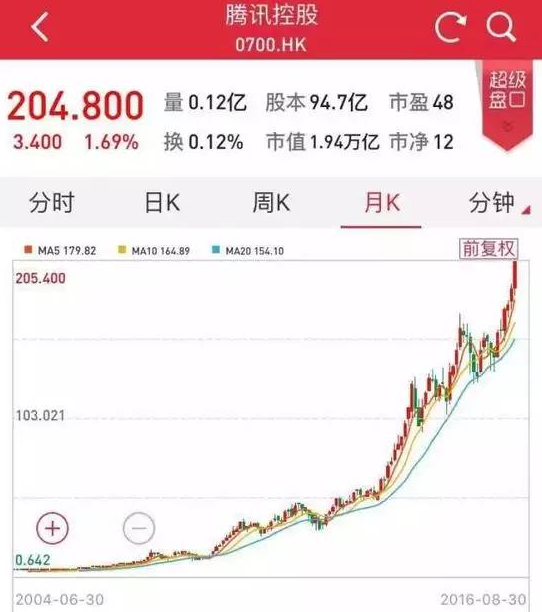 腾讯控股
0700.HK
204.800 量 0.12亿 股本 94.7亿 市盈 48
3.400 1.69% 换 0.12% 市值 1.94万亿 市净 12
超级
盘口
分时 日K 周K 月K 分钟
MA5 179.82 MA10 164.89 MA20 154.10 前复权
205.400
103.021
0.642
2004-06-30 2016-08-30